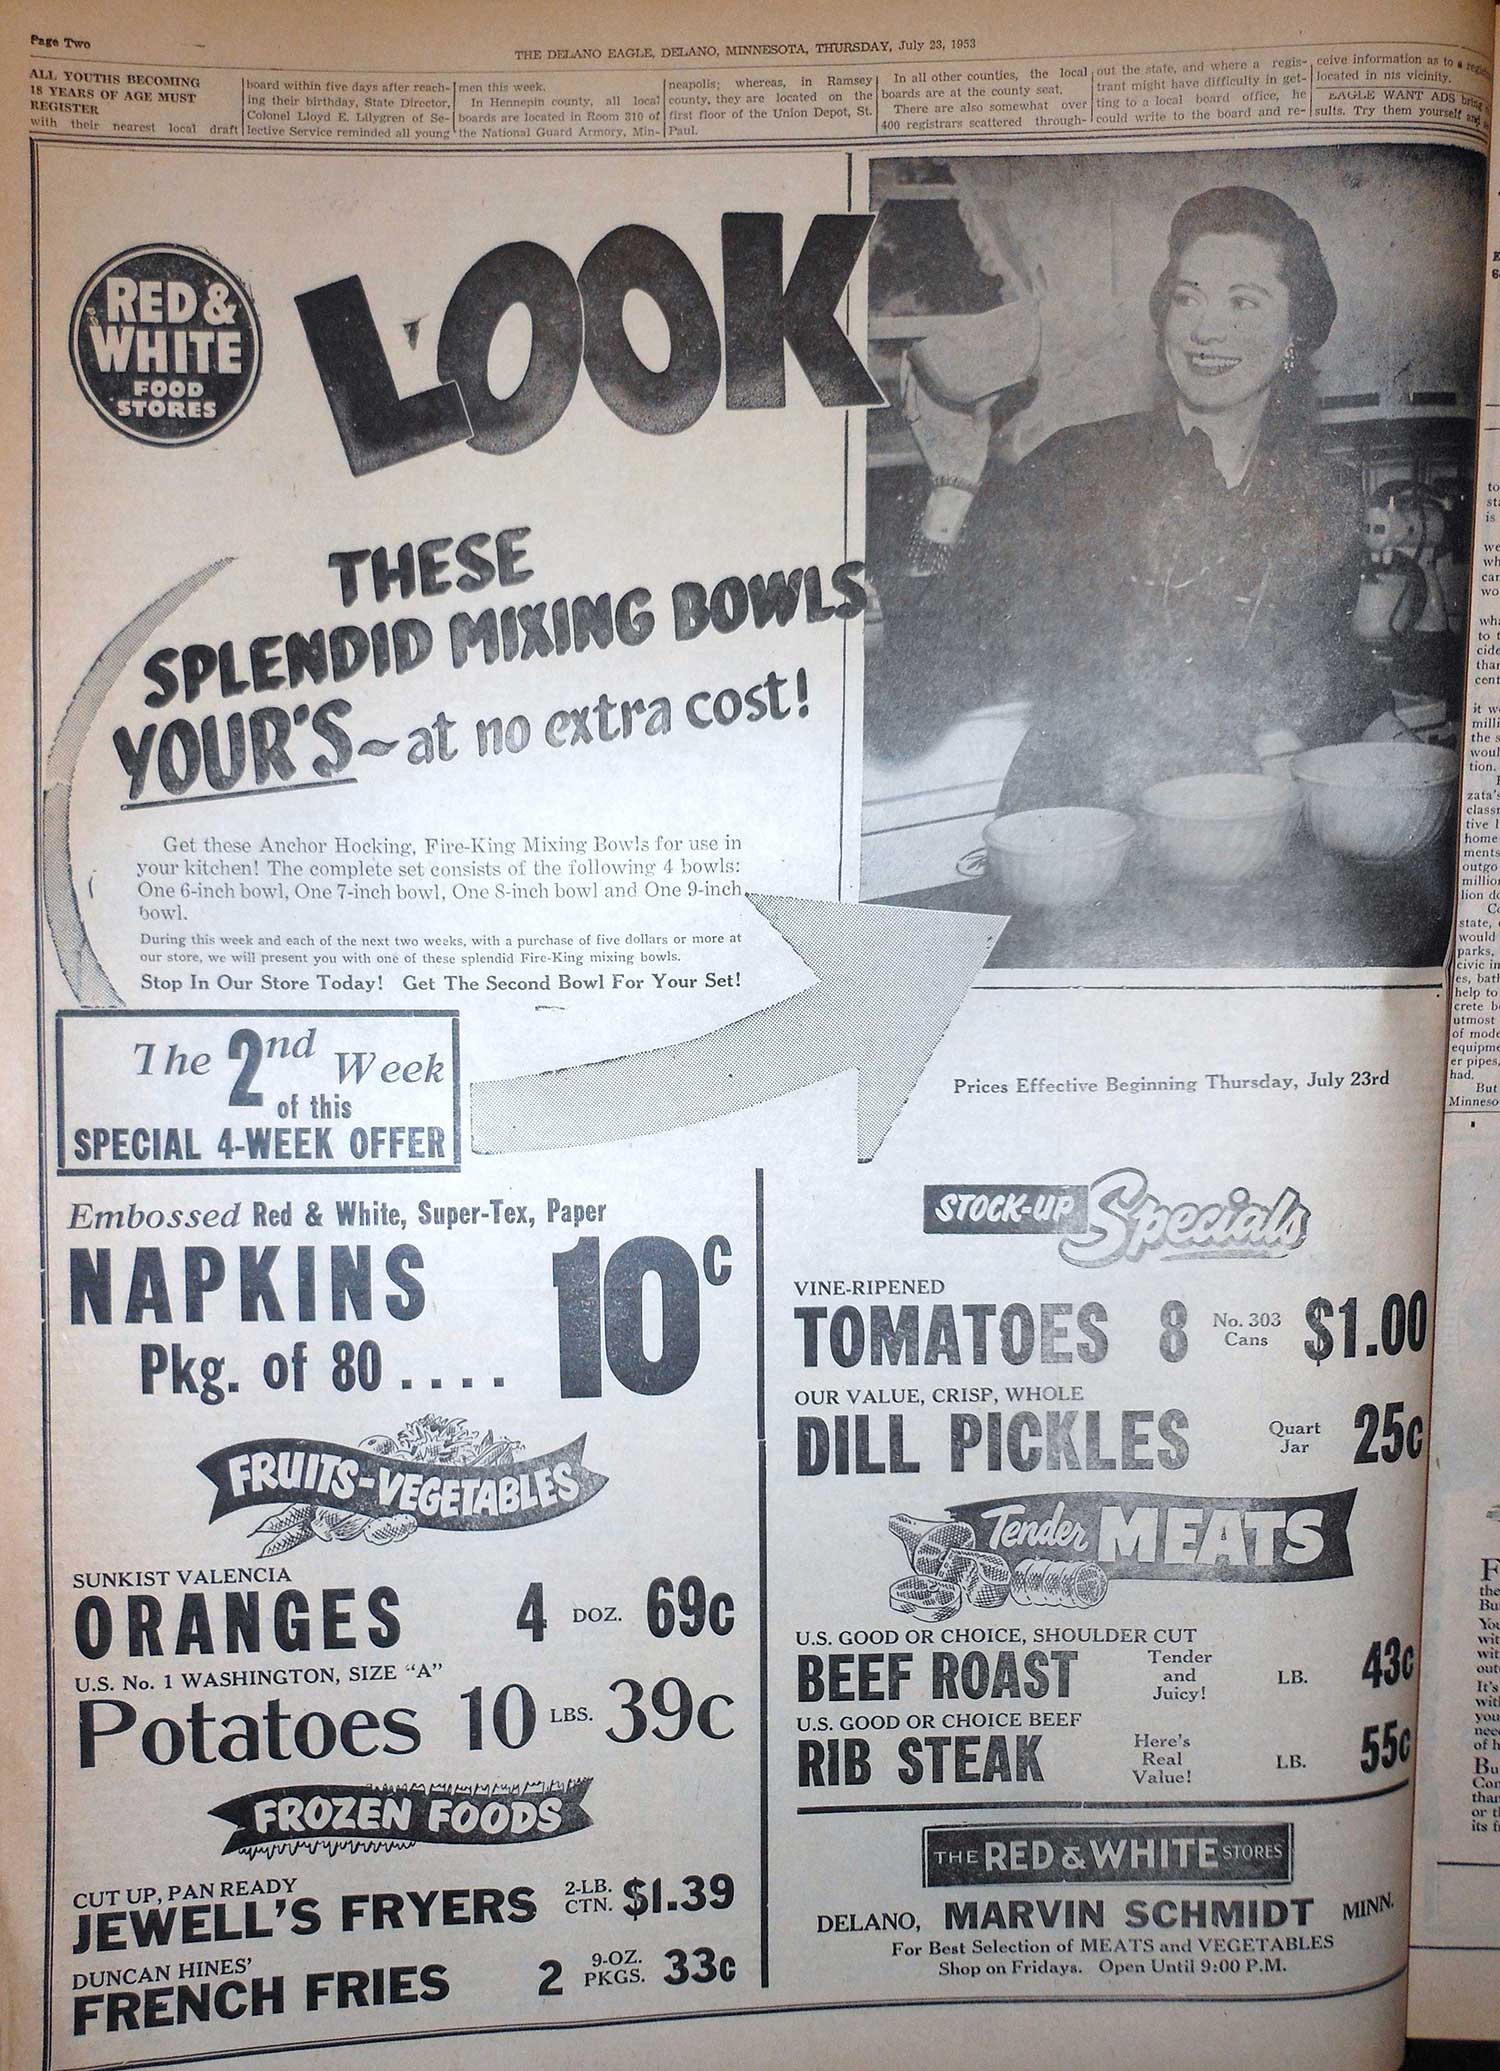 Page Two
THE DELANO EAGLE, DELANO, MINNESOTA, THURSDAY, July 23, 1953
ALL YOUTHS BECOMING
18 YEARS OF AGE MUST
REGISTER
with their nearest local draft
board within five days after reach-
ing their birthday, State Director,
Colonel Lloyd E. Lilygren of Se-
lective Service reminded all young
men this week.
In Hennepin county, all local
boards are located in Room 310 of
the National Guard Armory, Min-
neapolis; whereas, in Ramsey
county, they are located on the
first floor of the Union Depot, St.
Paul.
In all other counties, the local
boards are at the county seat.
There are also somewhat over
400 registrars scattered through-
out the state, and where a regis-
trant might have difficulty in get-
ting to a local board office, he
could write to the board and re-
ceive information as to a
located in his vicinity.
EAGLE WANT ADS bring
sults. Try them yourself and
RED &
WHITE
FOOD
STORES
LOOK
THESE
SPLENDID MIXING BOWLS
YOUR'S~at no extra cost!
Get these Anchor Hocking, Fire-King Mixing Bowls for use in
your kitchen! The complete set consists of the following 4 bowls:
One 6-inch bowl, One 7-inch bowl, One 8-inch bowl and One 9-inch
bowl.
During this week and each of the next two weeks, with a purchase of five dollars or more at
our store, we will present you with one of these splendid Fire-King mixing bowls.
Stop In Our Store Today! Get The Second Bowl For Your Set!
The 2nd Week
of this
SPECIAL 4-WEEK OFFER
Prices Effective Beginning Thursday, July 23rd
Embossed Red & White, Super-Tex, Paper
NAPKINS
Pkg. of 80 .... 10c
FRUITS-VEGETABLES
SUNKIST VALENCIA
ORANGES 4 DOZ. 69c
U.S. No. 1 WASHINGTON, SIZE "A"
Potatoes 10 LBS. 39c
FROZEN FOODS
CUT UP, PAN READY
JEWELL'S FRYERS 2-LB. CTN. $1.39
DUNCAN HINES'
FRENCH FRIES 2 9-OZ. PKGS. 33c
STOCK-UP Specials
VINE-RIPENED
TOMATOES 8 No. 303 Cans $1.00
OUR VALUE, CRISP, WHOLE
DILL PICKLES Quart Jar 25c
Tender MEATS
U.S. GOOD OR CHOICE, SHOULDER CUT
BEEF ROAST Tender and Juicy! LB. 43c
U.S. GOOD OR CHOICE BEEF
RIB STEAK Here's Real Value! LB. 55c
THE RED & WHITE STORES
DELANO, MARVIN SCHMIDT MINN.
For Best Selection of MEATS and VEGETABLES
Shop on Fridays. Open Until 9:00 P.M.